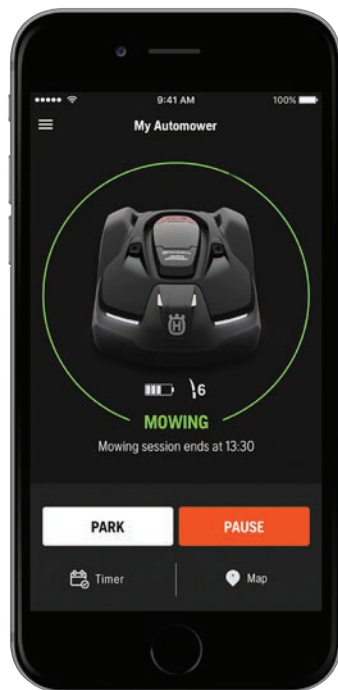 9:41 AM
100%
My Automower
6
MOWING
Mowing session ends at 13:30
PARK
PAUSE
Timer
Map